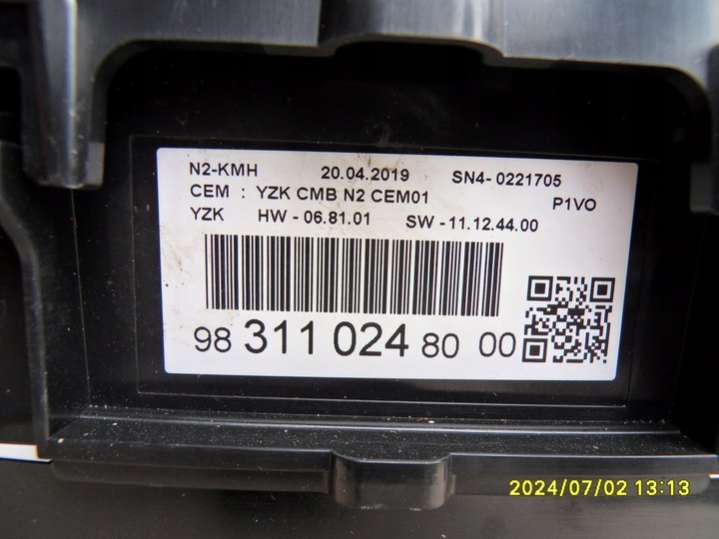 N2-KMH 20.04.2019 SN4- 0221705
CEM : YZK CMB N2 CEM01 P1VO
YZK HW - 06.81.01 SW - 11.12.44.00
98 311 024 80 00
2024/07/02 13:13